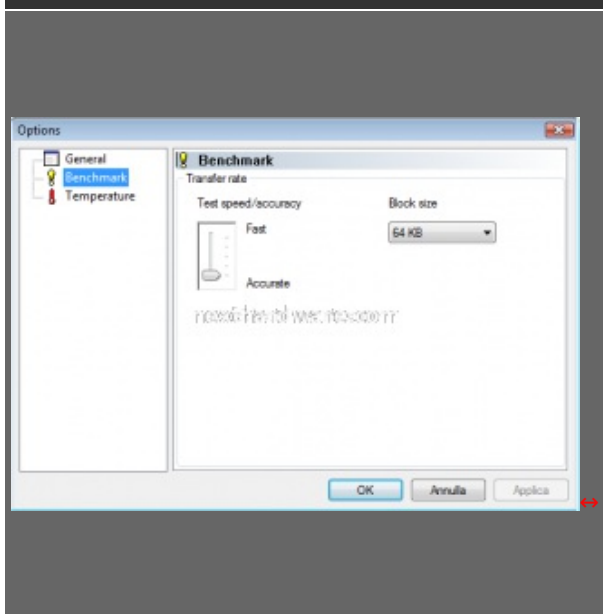 Options
General
Benchmark
Temperature
Benchmark
Transfer rate
Test speed/accuracy
Block size
Fast
64 KB
Accurate
OK
Annulla
Applica